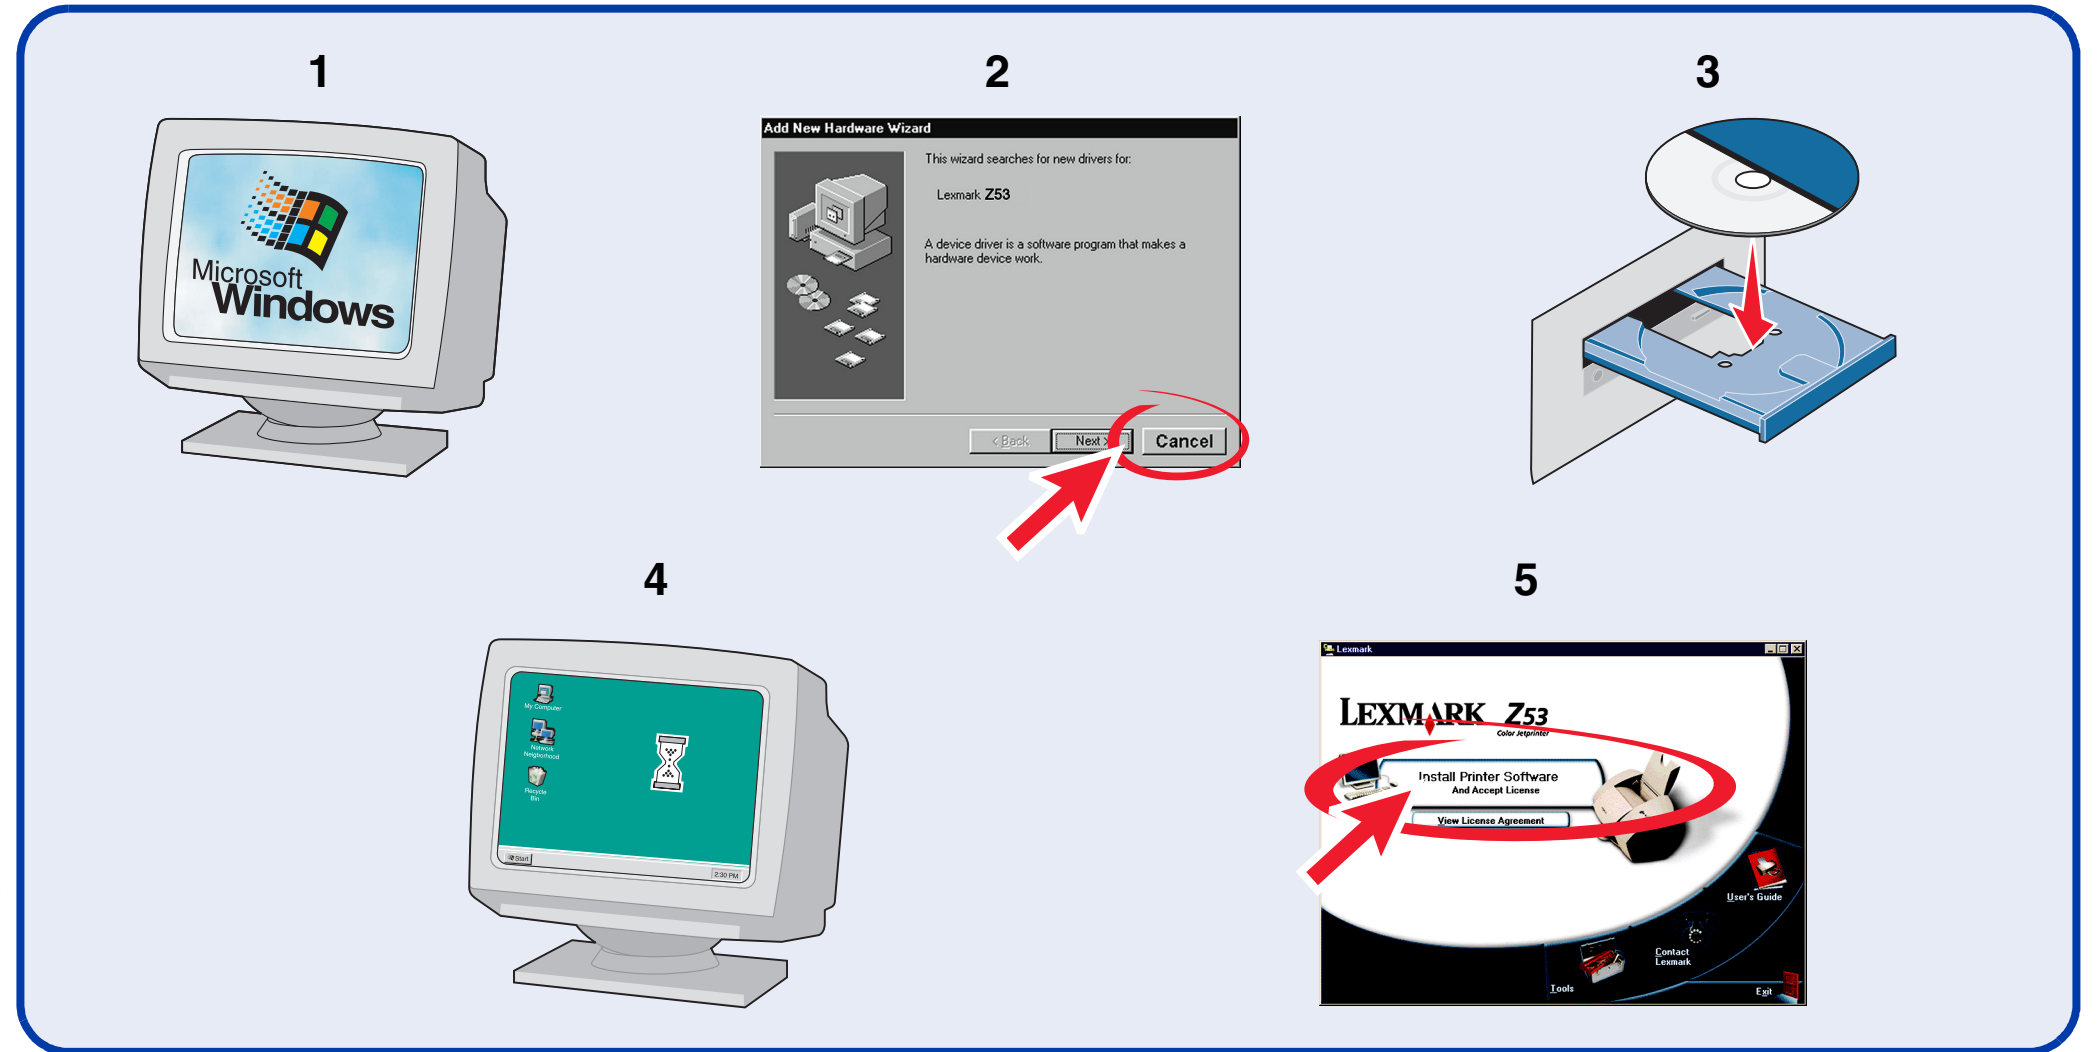 1
Microsoft
Windows
2
Add New Hardware Wizard
This wizard searches for new drivers for:
Lexmark Z53
A device driver is a software program that makes a
hardware device work.
< Back
Next >
Cancel
3
4
My Computer
Network
Neighborhood
Recycle
Bin
Start
2:30 PM
5
Lexmark
LEXMARK Z53
Color Jetprinter
Install Printer Software
And Accept License
View License Agreement
User's Guide
Contact
Lexmark
Tools
Exit